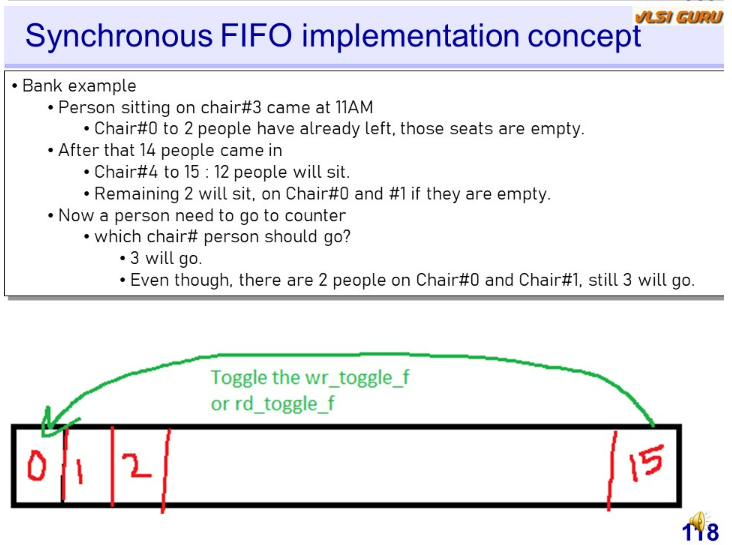 VLSI GURU
Synchronous FIFO implementation concept
• Bank example
• Person sitting on chair#3 came at 11AM
• Chair#0 to 2 people have already left, those seats are empty.
• After that 14 people came in
• Chair#4 to 15 : 12 people will sit.
• Remaining 2 will sit, on Chair#0 and #1 if they are empty.
• Now a person need to go to counter
• which chair# person should go?
• 3 will go.
• Even though, there are 2 people on Chair#0 and Chair#1, still 3 will go.
Toggle the wr_toggle_f
or rd_toggle_f
0 1 2 15
118